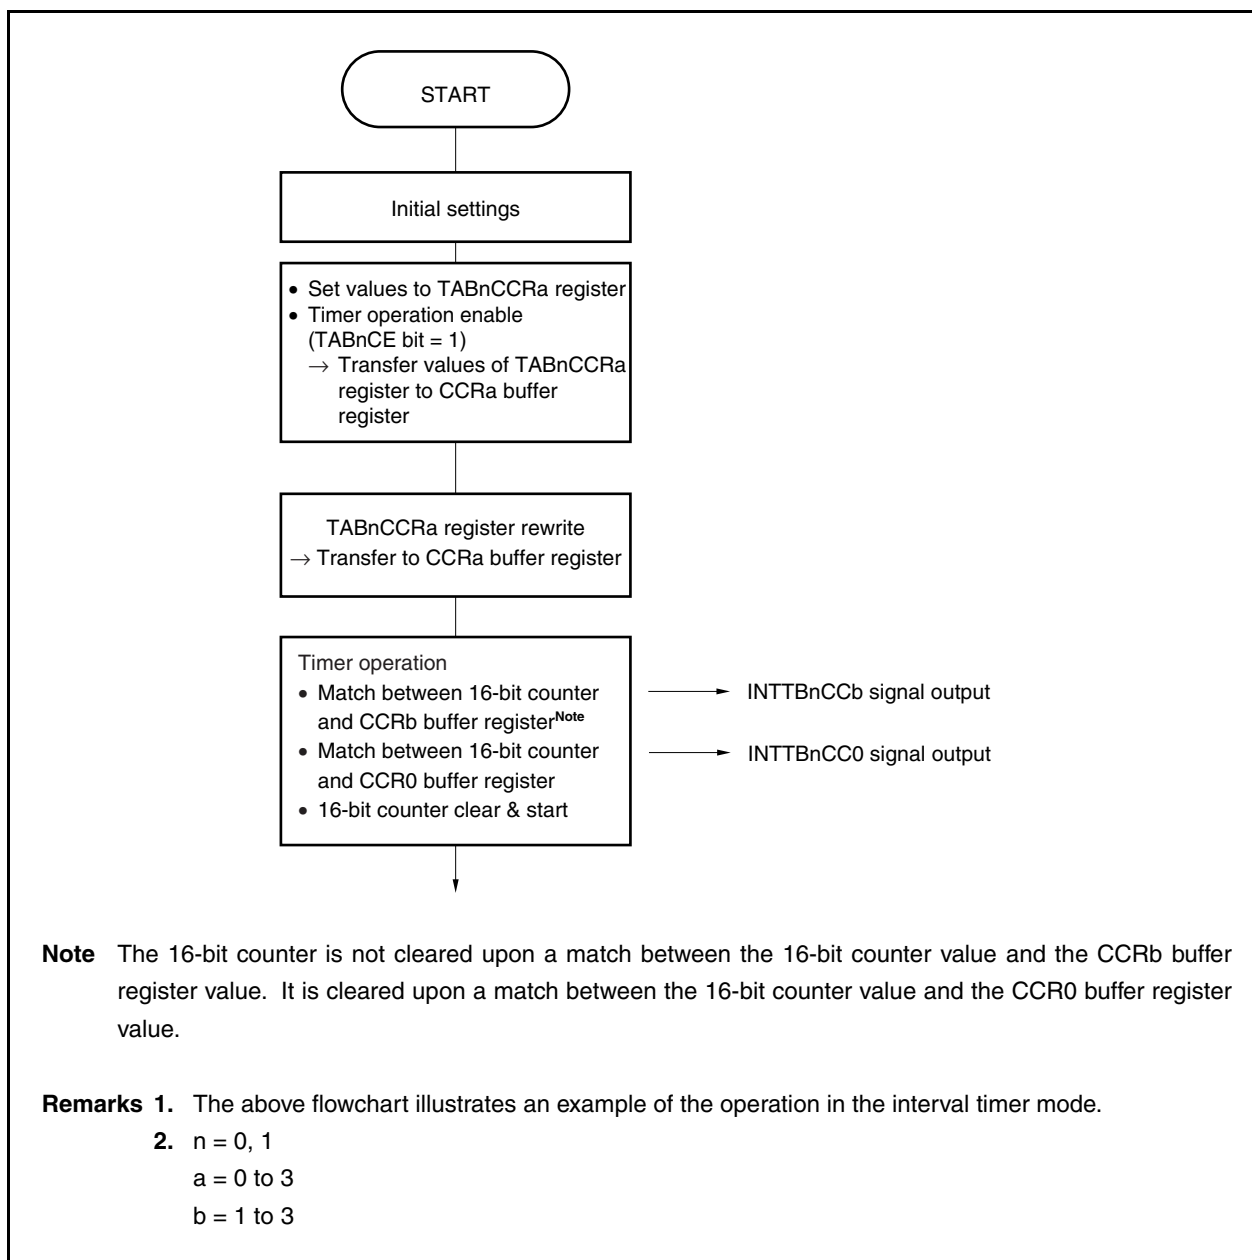 START
Initial settings
• Set values to TABnCCRa register
• Timer operation enable
(TABnCE bit = 1)
→ Transfer values of TABnCCRa
register to CCRa buffer
register
TABnCCRa register rewrite
→ Transfer to CCRa buffer register
Timer operation
• Match between 16-bit counter
and CCRb buffer registerNote
INTTBnCCb signal output
• Match between 16-bit counter
and CCR0 buffer register
INTTBnCC0 signal output
• 16-bit counter clear & start
Note The 16-bit counter is not cleared upon a match between the 16-bit counter value and the CCRb buffer
register value. It is cleared upon a match between the 16-bit counter value and the CCR0 buffer register
value.
Remarks 1. The above flowchart illustrates an example of the operation in the interval timer mode.
2. n = 0, 1
a = 0 to 3
b = 1 to 3